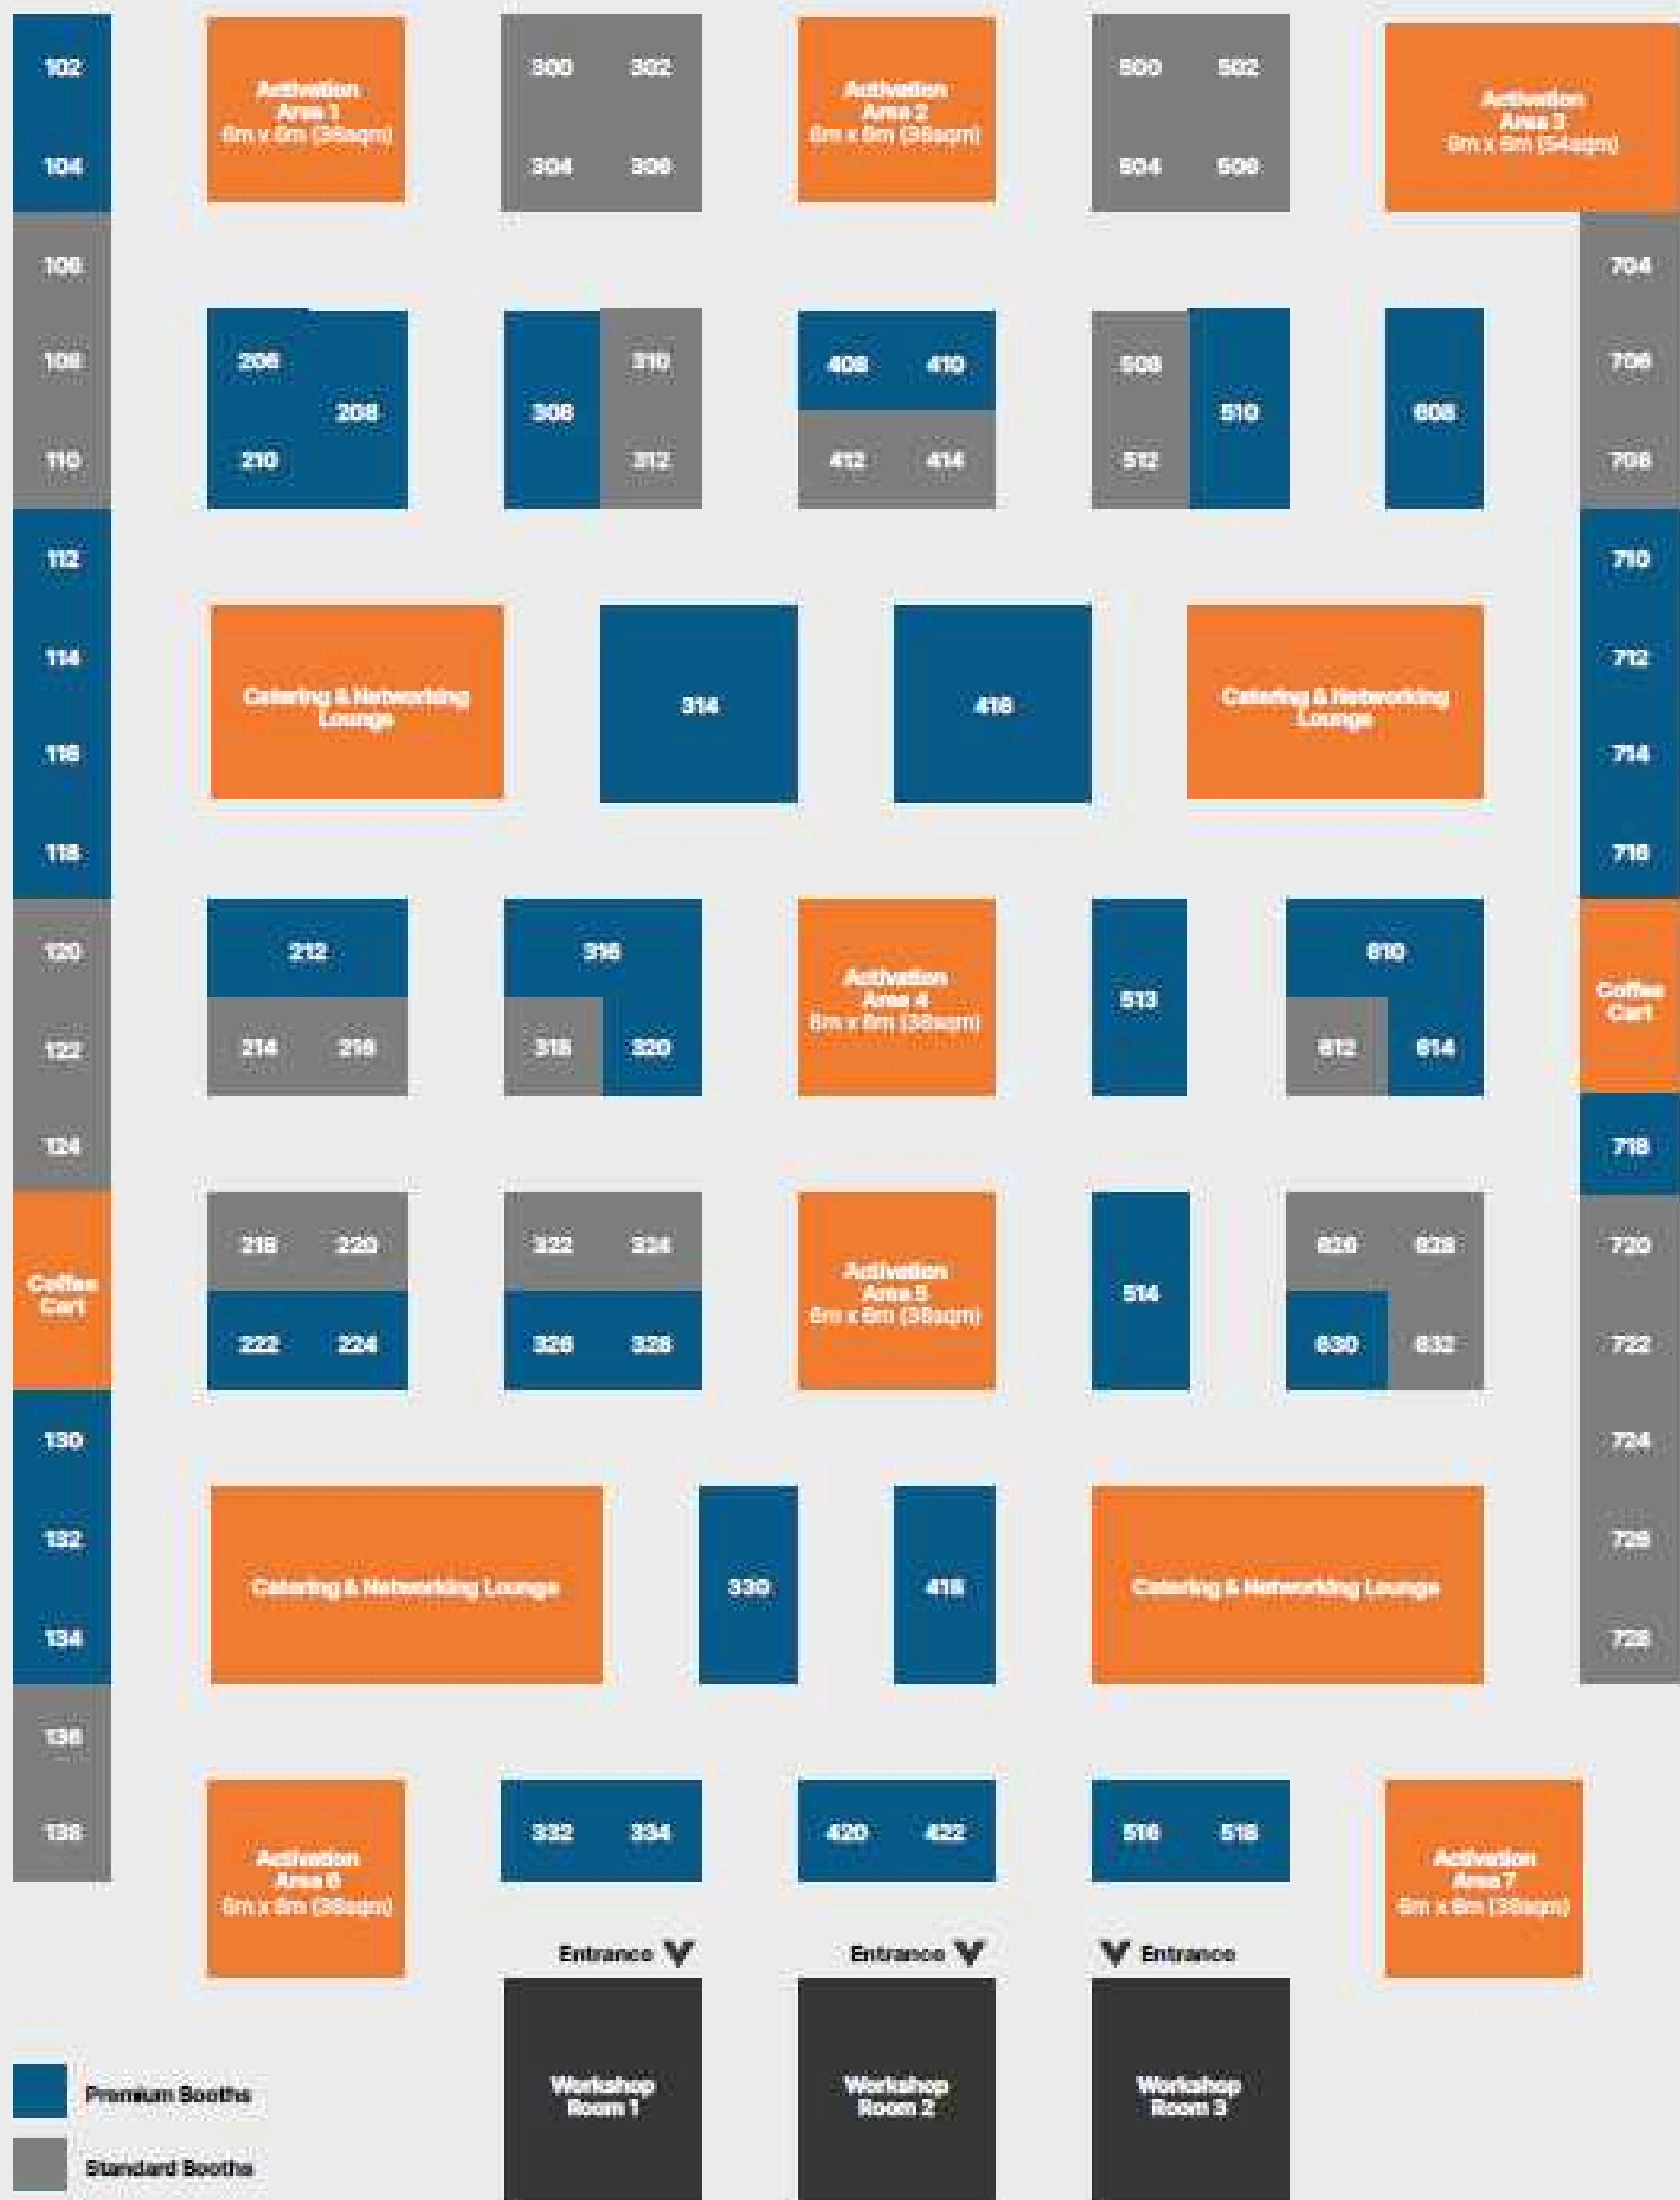 102
104
106
108
110
112
114
116
118
120
122
124
Coffee
Cart
130
132
134
136
138
Activation
Area 1
6m x 6m (36sqm)
300 302
304 306
Activation
Area 2
6m x 6m (36sqm)
500 502
504 506
Activation
Area 3
9m x 6m (54sqm)
206
208
210
308
310
312
408 410
412 414
508
510
512
608
704
706
708
710
712
714
716
Coffee
Cart
718
720
722
724
726
728
Catering & Networking
Lounge
314
416
Catering & Networking
Lounge
212
214 216
316
318 320
Activation
Area 4
6m x 6m (36sqm)
513
610
612 614
218 220
222 224
322 324
326 328
Activation
Area 5
6m x 6m (36sqm)
514
626 628
630 632
Catering & Networking Lounge
330
418
Catering & Networking Lounge
Activation
Area 6
6m x 6m (36sqm)
332 334
420 422
516 518
Activation
Area 7
6m x 6m (36sqm)
Entrance
Entrance
Entrance
Workshop
Room 1
Workshop
Room 2
Workshop
Room 3
Premium Booths
Standard Booths